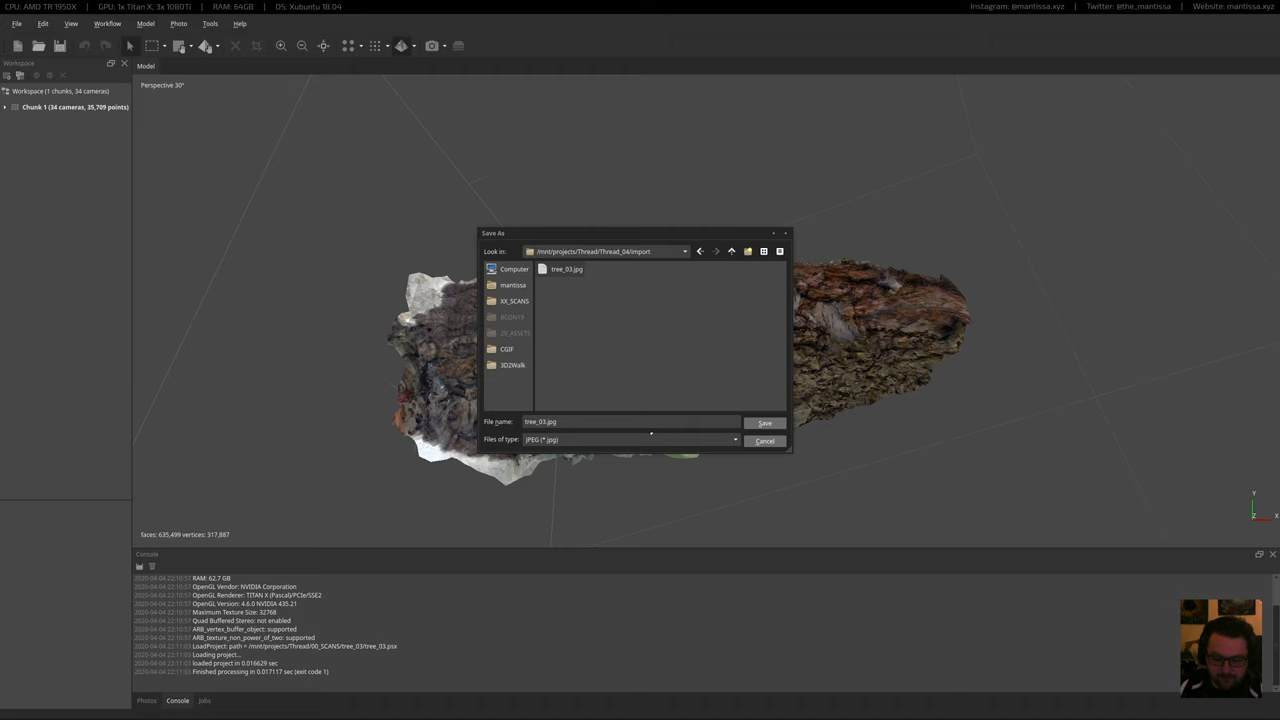 CPU: AMD TR 1950X
GPU: 1x Titan X, 3x 1080Ti
RAM: 64GB
OS: Xubuntu 18.04
Instagram: @mantissa.xyz
Twitter: @the_mantissa
Website: mantissa.xyz
File Edit View Workflow Model Photo Tools Help
Workspace
Model
Workspace (1 chunks, 34 cameras)
Chunk 1 (34 cameras, 35,709 points)
Perspective 30°
Save As
Look in:
/mnt/projects/Thread/Thread_04/import
Computer
mantissa
XX_SCANS
BCON19
20_ASSETS
CGIF
3D2Walk
tree_03.jpg
File name:
tree_03.jpg
Save
Files of type:
JPEG (*.jpg)
Cancel
Y
Z
X
faces: 635,499 vertices: 317,887
Console
2020-04-04 22:10:57 RAM: 62.7 GB
2020-04-04 22:10:57 OpenGL Vendor: NVIDIA Corporation
2020-04-04 22:10:57 OpenGL Renderer: TITAN X (Pascal)/PCIe/SSE2
2020-04-04 22:10:57 OpenGL Version: 4.6.0 NVIDIA 435.21
2020-04-04 22:10:57 Maximum Texture Size: 32768
2020-04-04 22:10:57 Quad Buffered Stereo: not enabled
2020-04-04 22:10:57 ARB_vertex_buffer_object: supported
2020-04-04 22:10:57 ARB_texture_non_power_of_two: supported
2020-04-04 22:11:03 LoadProject: path = /mnt/projects/Thread/00_SCANS/tree_03/tree_03.psx
2020-04-04 22:11:03 Loading project...
2020-04-04 22:11:03 loaded project in 0.016629 sec
2020-04-04 22:11:03 Finished processing in 0.017117 sec (exit code 1)
Photos
Console
Jobs